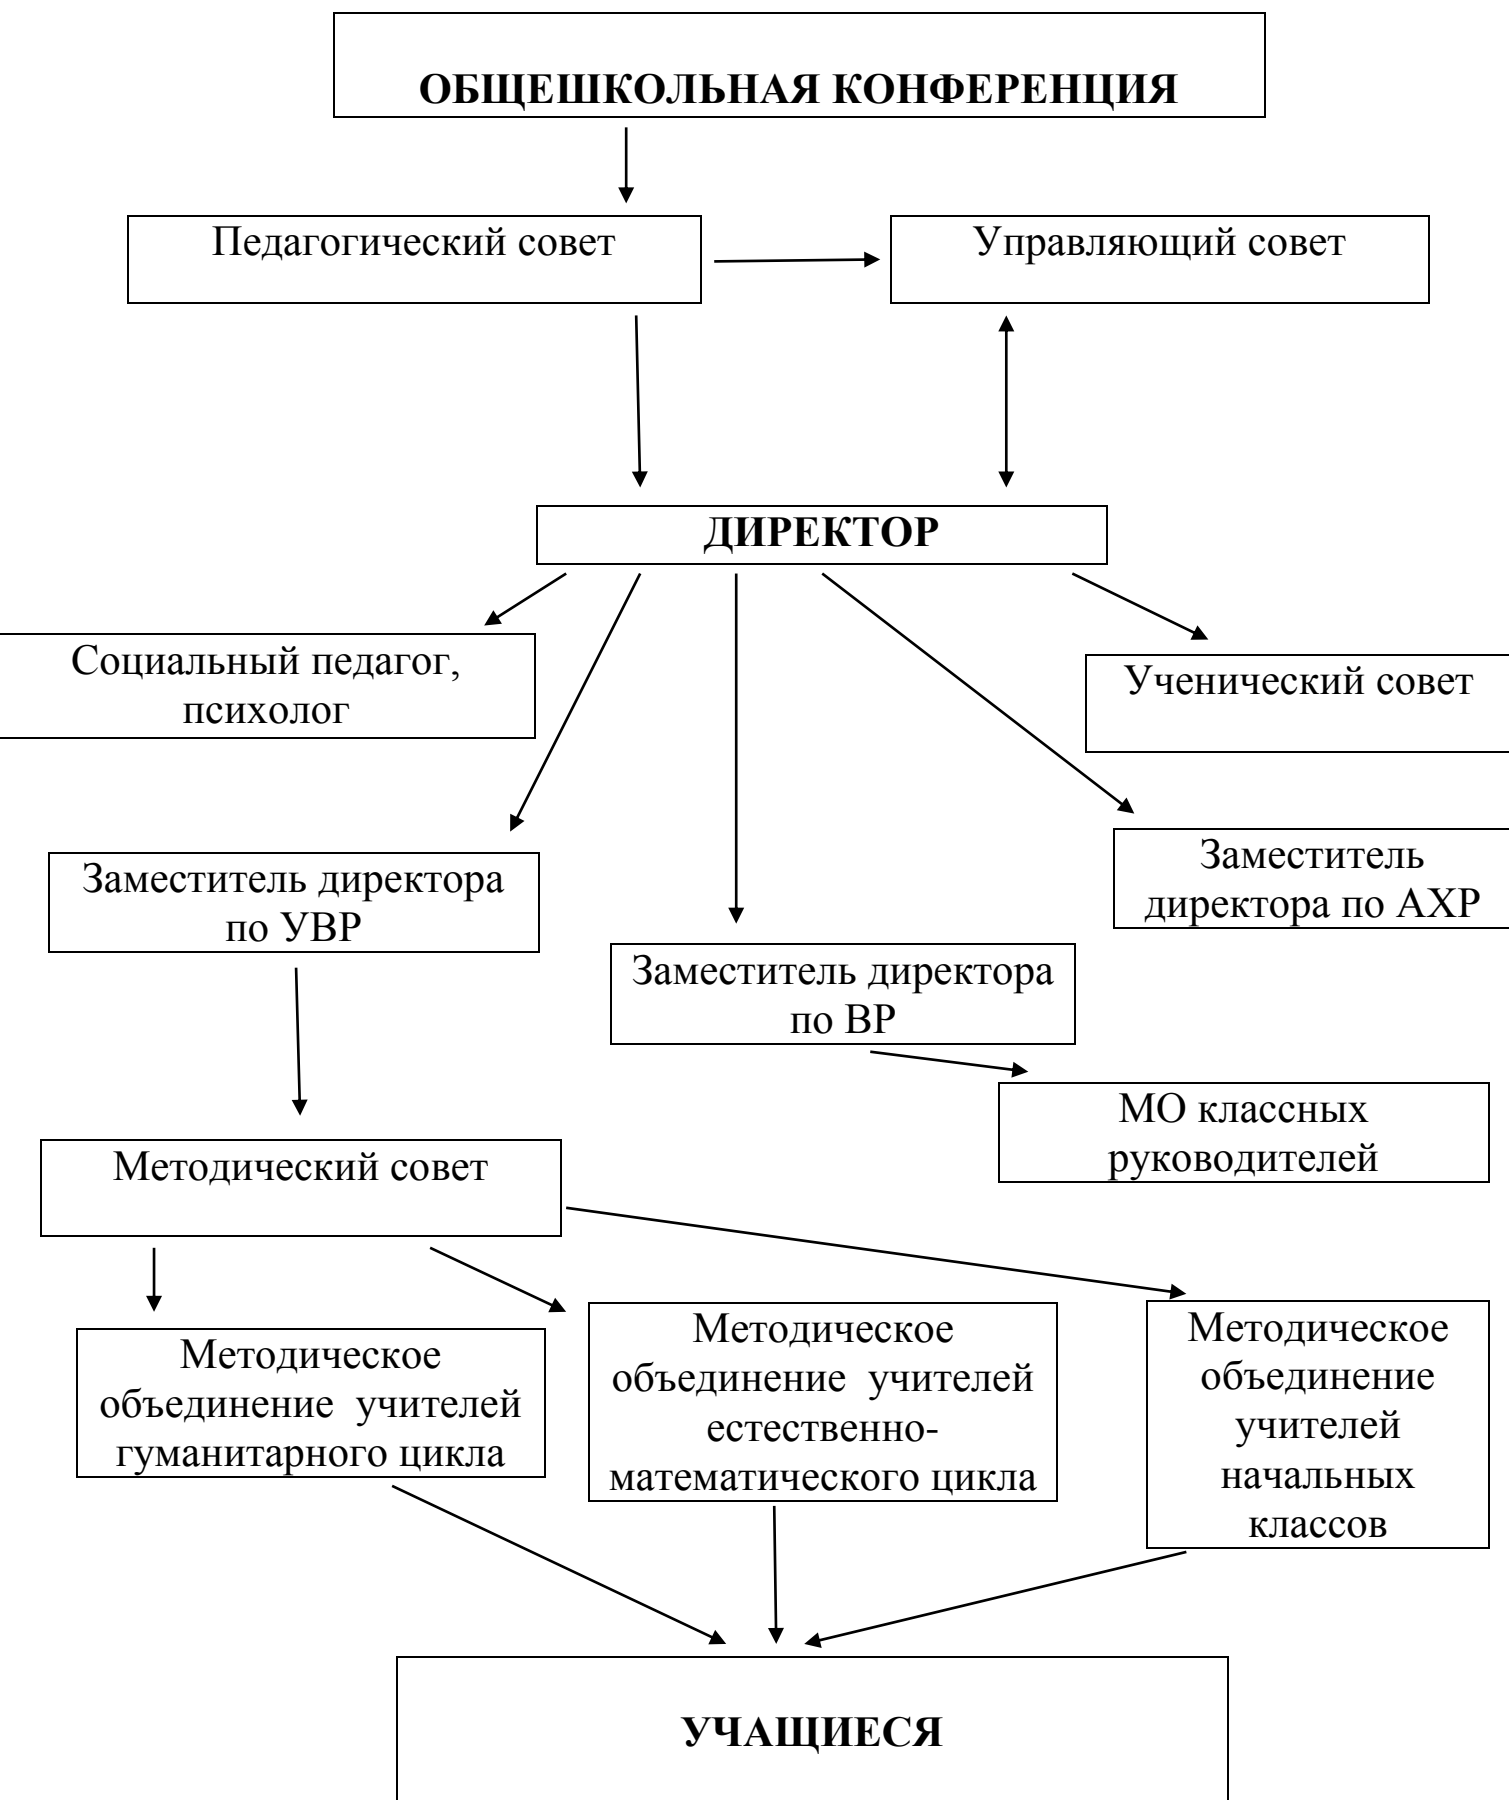 ОБЩЕШКОЛЬНАЯ КОНФЕРЕНЦИЯ
Педагогический совет
Управляющий совет
ДИРЕКТОР
Социальный педагог,
психолог
Ученический совет
Заместитель директора
по УВР
Заместитель
директора по АХР
Заместитель директора
по ВР
МО классных
руководителей
Методический совет
Методическое
объединение учителей
гуманитарного цикла
Методическое
объединение учителей
естественно-
математического цикла
Методическое
объединение
учителей
начальных
классов
УЧАЩИЕСЯ